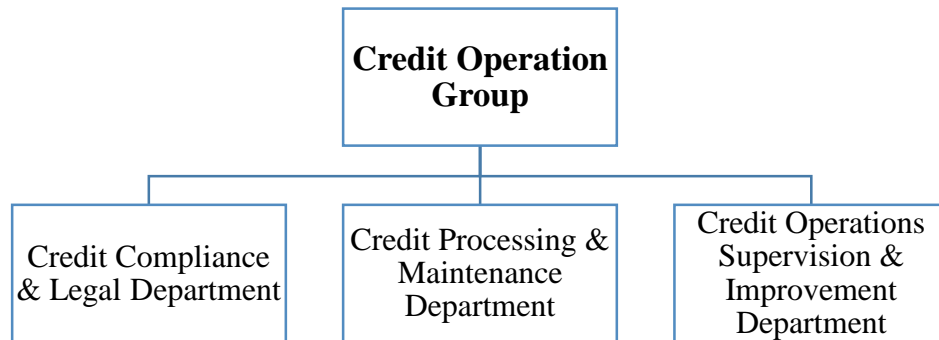 Credit Operation
Group
Credit Compliance
& Legal Department
Credit Processing &
Maintenance
Department
Credit Operations
Supervision &
Improvement
Department